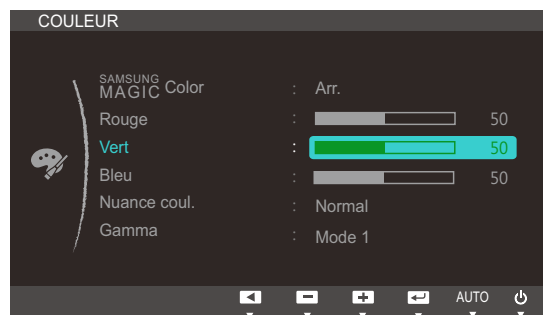 COULEUR
SAMSUNG MAGIC Color : Arr.
Rouge : 50
Vert : 50
Bleu : 50
Nuance coul. : Normal
Gamma : Mode 1
AUTO